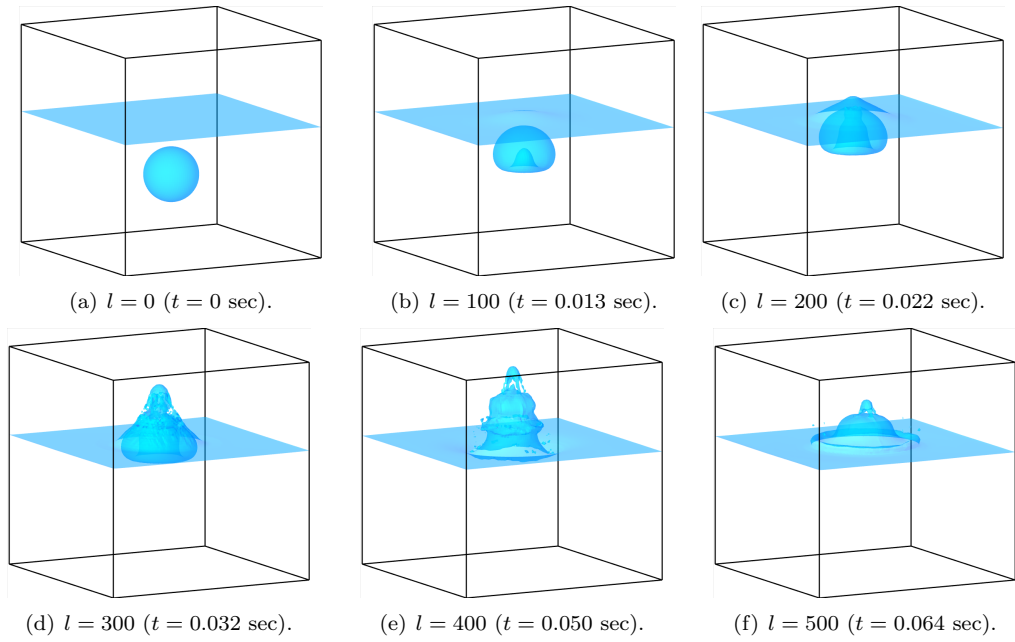 (a) l = 0 (t = 0 sec).
(b) l = 100 (t = 0.013 sec).
(c) l = 200 (t = 0.022 sec).
(d) l = 300 (t = 0.032 sec).
(e) l = 400 (t = 0.050 sec).
(f) l = 500 (t = 0.064 sec).